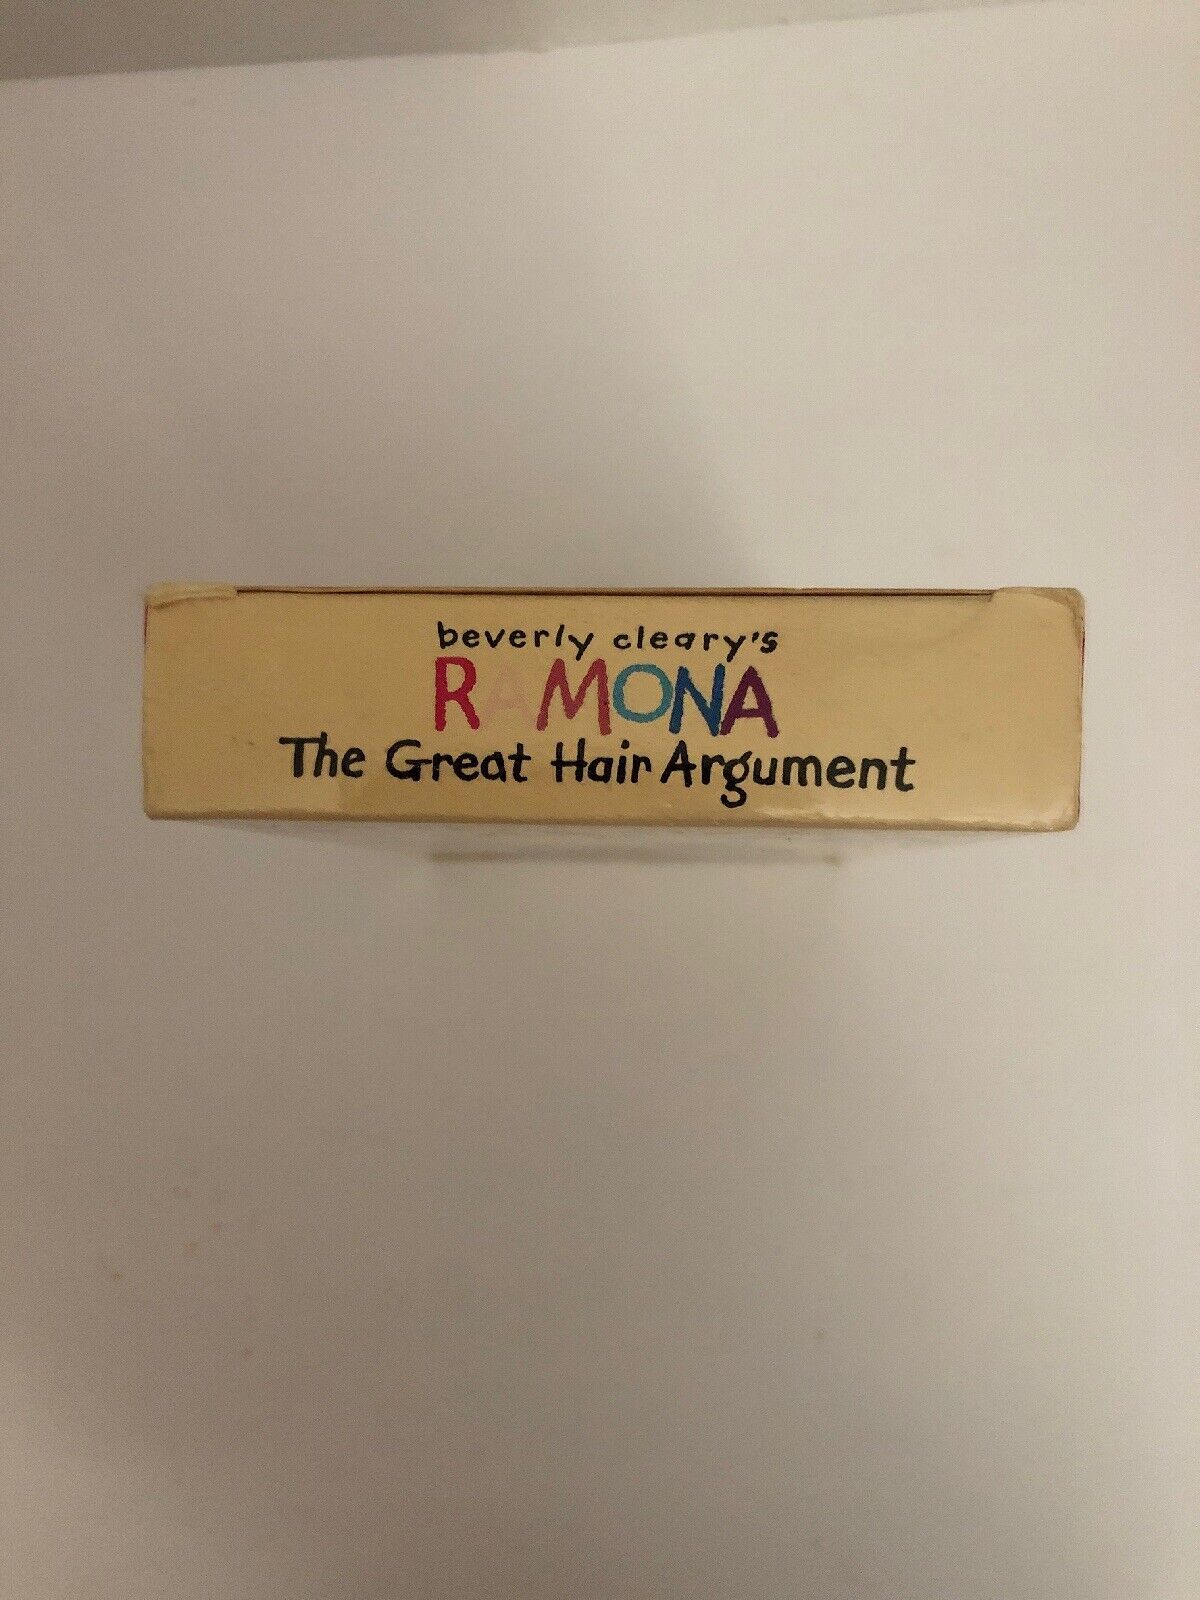 beverly cleary's
RAMONA
The Great Hair Argument